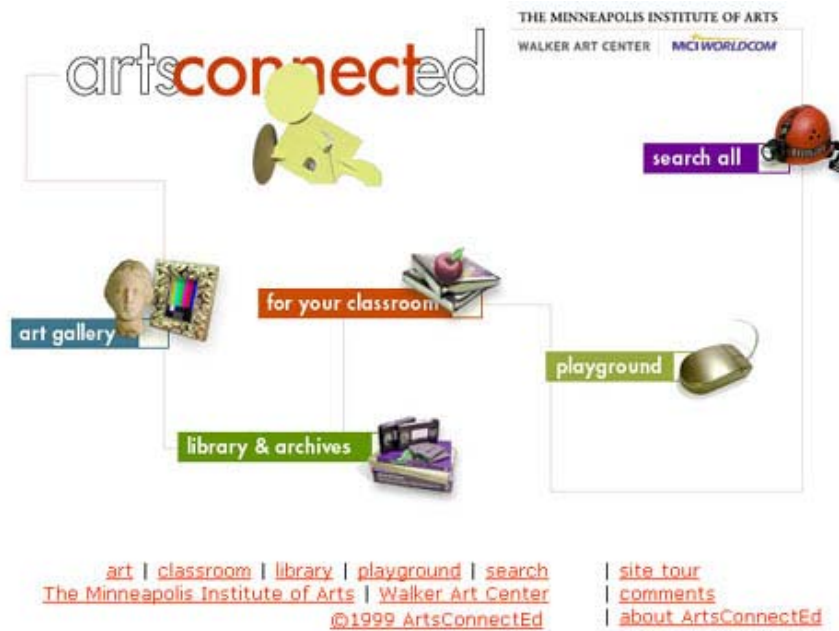 THE MINNEAPOLIS INSTITUTE OF ARTS
WALKER ART CENTER | MCIWORLDCOM
artsconnected
search all
for your classroom
art gallery
playground
library & archives
art | classroom | library | playground | search | site tour
The Minneapolis Institute of Arts | Walker Art Center | comments
©1999 ArtsConnectEd | about ArtsConnectEd